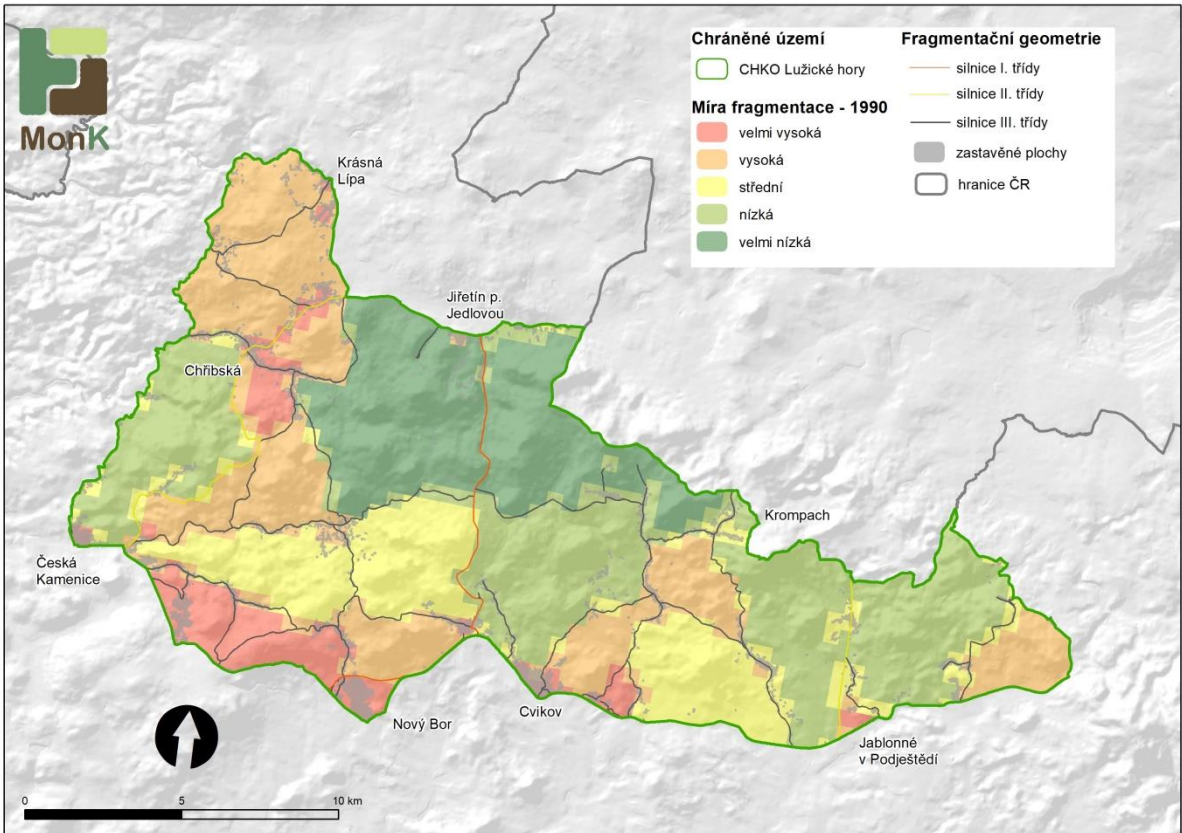 MonK
Chráněné území
CHKO Lužické hory
Míra fragmentace - 1990
velmi vysoká
vysoká
střední
nízká
velmi nízká
Fragmentační geometrie
silnice I. třídy
silnice II. třídy
silnice III. třídy
zastavěné plochy
hranice ČR
Krásná
Lípa
Jiřetín p.
Jedlovou
Chřibská
Krompach
Česká
Kamenice
Nový Bor
Cvikov
Jablonné
v Podještědí
0 5 10 km